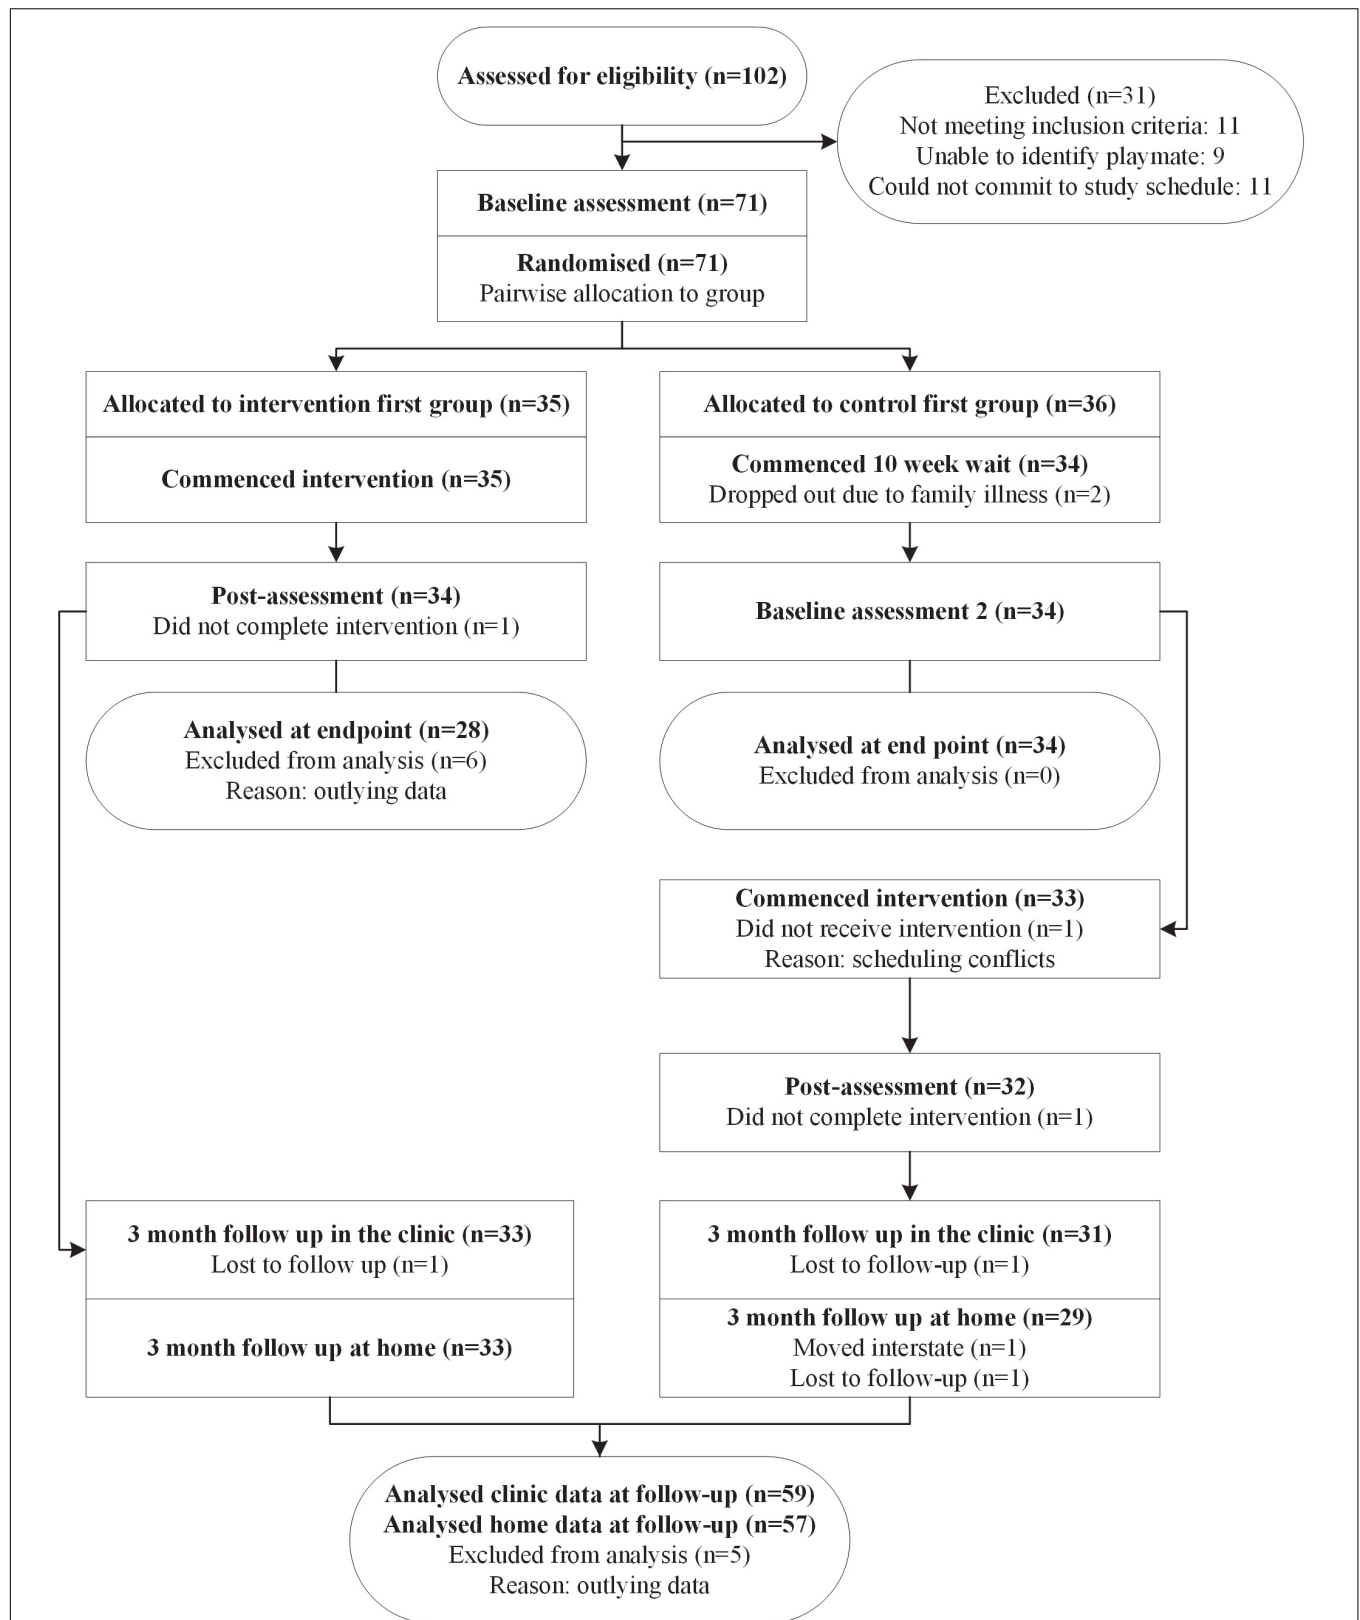 Assessed for eligibility (n=102)
Excluded (n=31)
Not meeting inclusion criteria: 11
Unable to identify playmate: 9
Could not commit to study schedule: 11
Baseline assessment (n=71)
Randomised (n=71)
Pairwise allocation to group
Allocated to intervention first group (n=35)
Commenced intervention (n=35)
Allocated to control first group (n=36)
Commenced 10 week wait (n=34)
Dropped out due to family illness (n=2)
Post-assessment (n=34)
Did not complete intervention (n=1)
Baseline assessment 2 (n=34)
Analysed at endpoint (n=28)
Excluded from analysis (n=6)
Reason: outlying data
Analysed at end point (n=34)
Excluded from analysis (n=0)
Commenced intervention (n=33)
Did not receive intervention (n=1)
Reason: scheduling conflicts
Post-assessment (n=32)
Did not complete intervention (n=1)
3 month follow up in the clinic (n=33)
Lost to follow up (n=1)
3 month follow up at home (n=33)
3 month follow up in the clinic (n=31)
Lost to follow-up (n=1)
3 month follow up at home (n=29)
Moved interstate (n=1)
Lost to follow-up (n=1)
Analysed clinic data at follow-up (n=59)
Analysed home data at follow-up (n=57)
Excluded from analysis (n=5)
Reason: outlying data